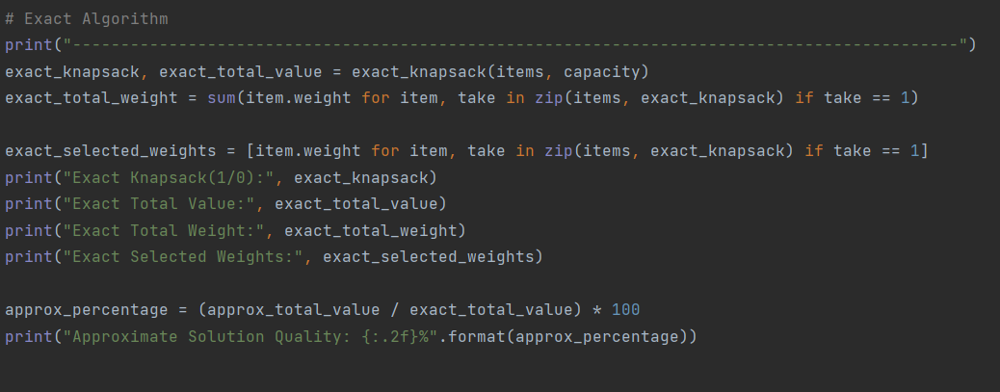 # Exact Algorithm
print("--------------------------------------------------------------------------------------------")
exact_knapsack, exact_total_value = exact_knapsack(items, capacity)
exact_total_weight = sum(item.weight for item, take in zip(items, exact_knapsack) if take == 1)
exact_selected_weights = [item.weight for item, take in zip(items, exact_knapsack) if take == 1]
print("Exact Knapsack(1/0):", exact_knapsack)
print("Exact Total Value:", exact_total_value)
print("Exact Total Weight:", exact_total_weight)
print("Exact Selected Weights:", exact_selected_weights)
approx_percentage = (approx_total_value / exact_total_value) * 100
print("Approximate Solution Quality: {:.2f}%".format(approx_percentage))